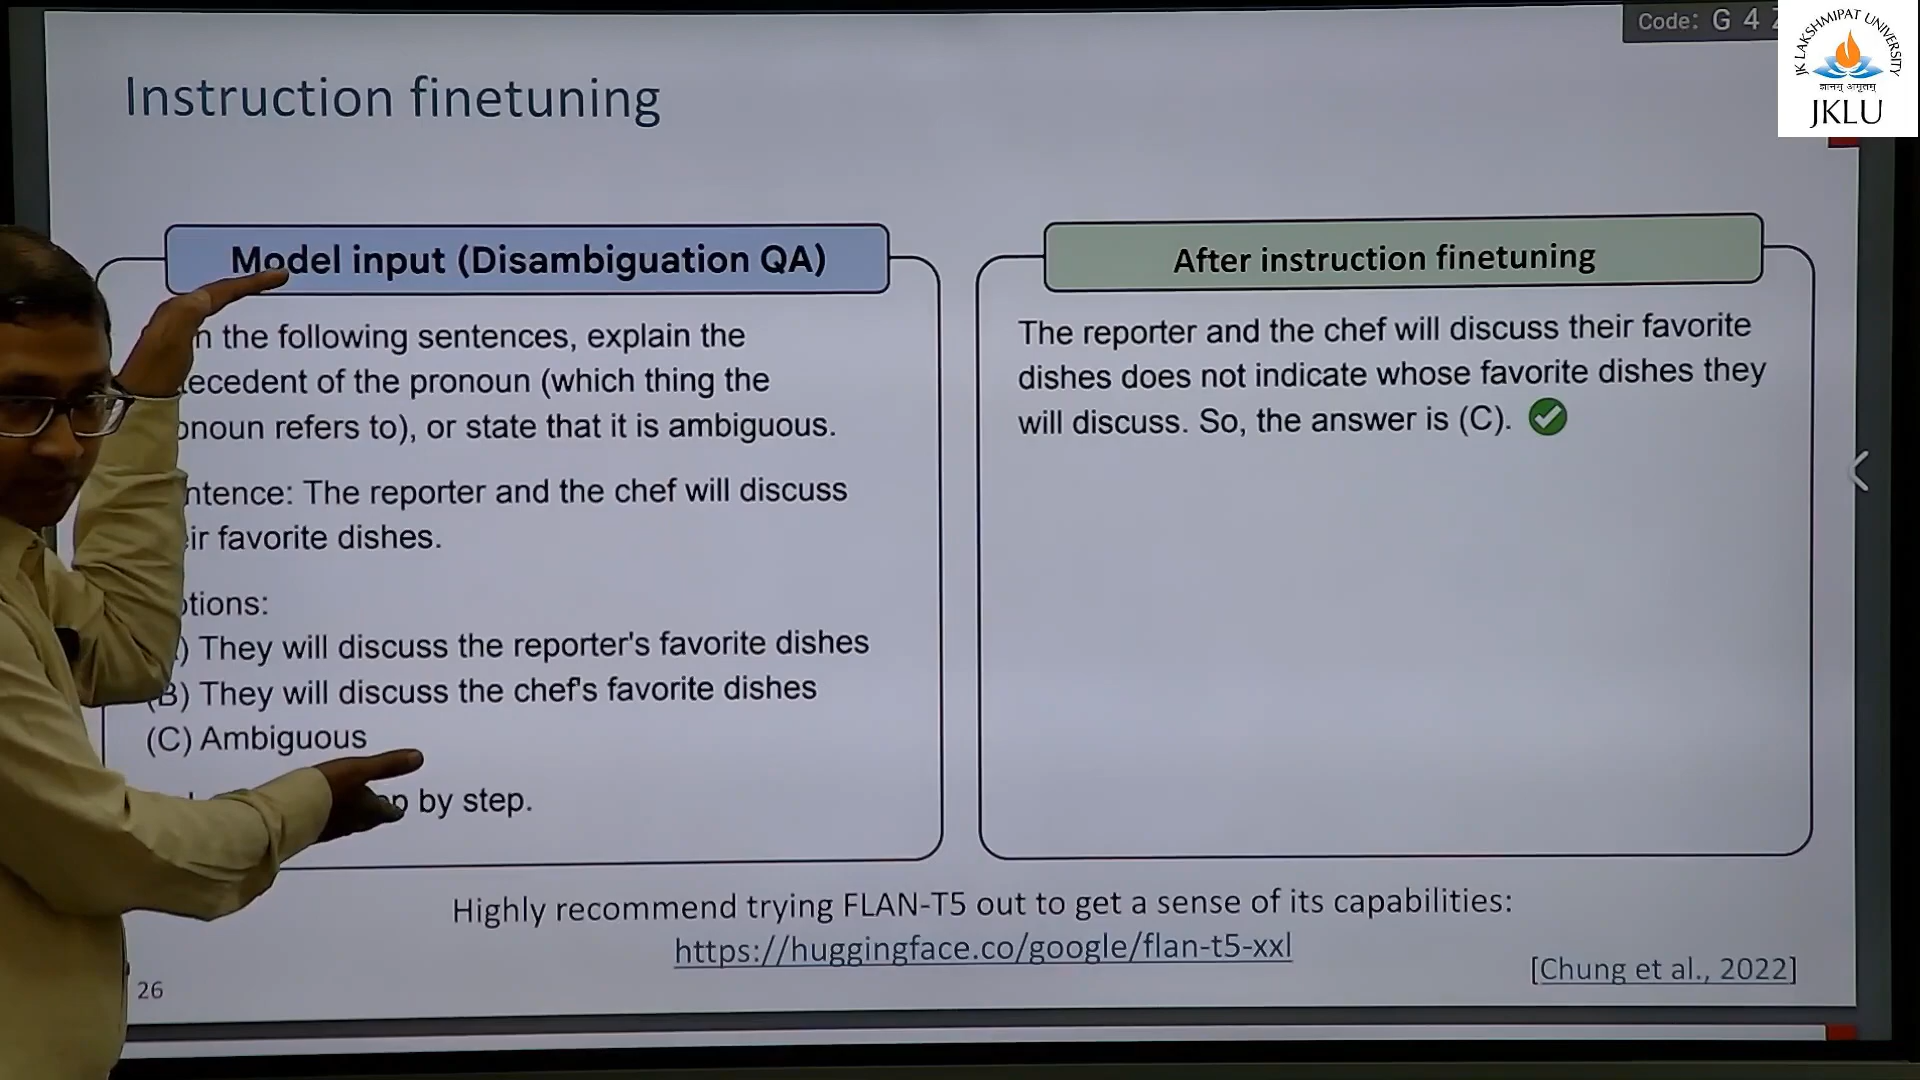 Code: G 4
JK LAKSHMIPAT UNIVERSITY
ज्ञानम् अमृतम्
JKLU
Instruction finetuning
Model input (Disambiguation QA)
n the following sentences, explain the
ecedent of the pronoun (which thing the
onoun refers to), or state that it is ambiguous.
ntence: The reporter and the chef will discuss
ir favorite dishes.
tions:
) They will discuss the reporter's favorite dishes
(B) They will discuss the chef's favorite dishes
(C) Ambiguous
p by step.
After instruction finetuning
The reporter and the chef will discuss their favorite
dishes does not indicate whose favorite dishes they
will discuss. So, the answer is (C).
Highly recommend trying FLAN-T5 out to get a sense of its capabilities:
https://huggingface.co/google/flan-t5-xxl
[Chung et al., 2022]
26